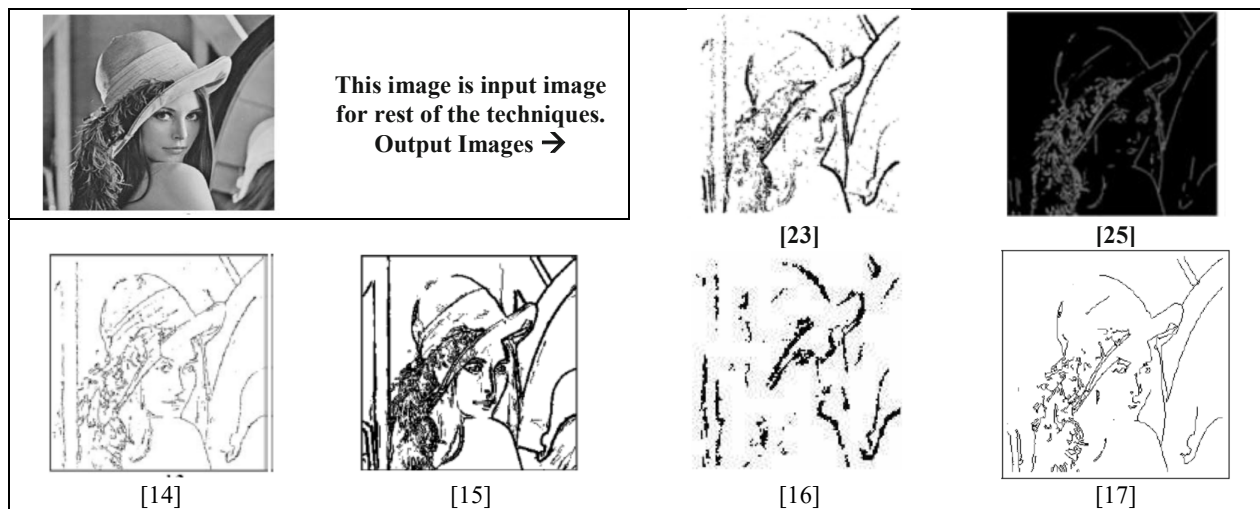 This image is input image
for rest of the techniques.
Output Images →
[23]
[25]
[14]
[15]
[16]
[17]